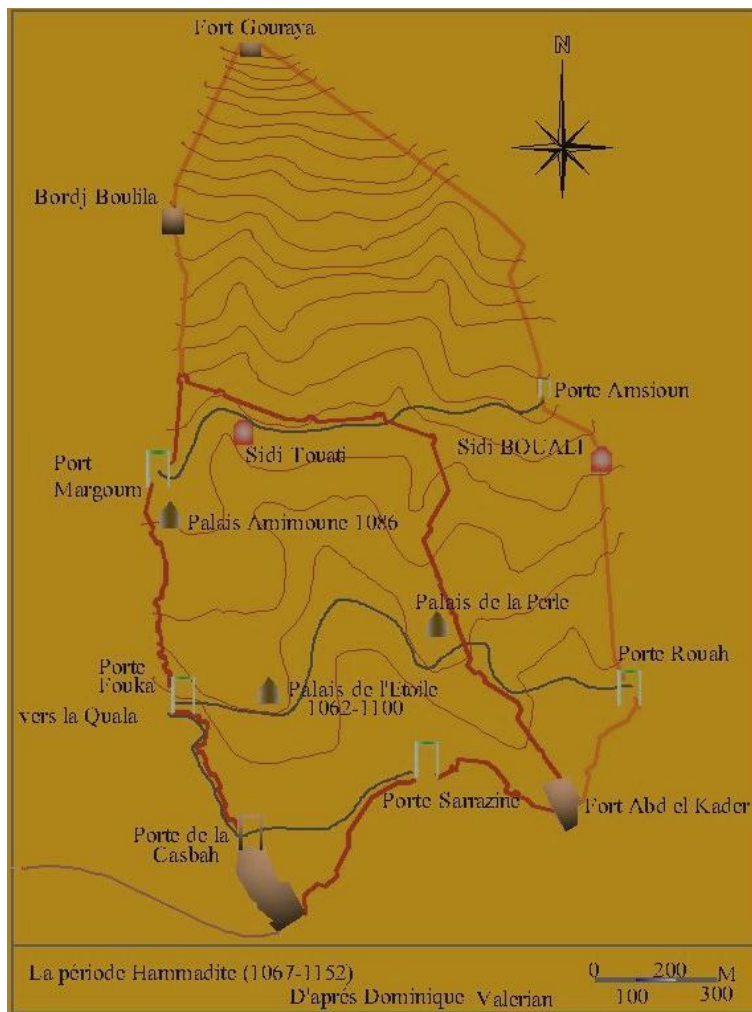 Fort Gouraya
N
Bordj Boulila
Porte Amsioun
Sidi BOUALI
Sidi Touati
Port
Margoum
Palais Amimoune 1086
Palais de la Perle
Porte Rouah
Porte
Fouka
Palais de l'Etoile
1062-1100
vers la Quala
Porte Sarrazine
Fort Abd el Kader
Porte de la
Casbah
La période Hammadite (1067-1152)
D'aprés Dominique Valerian
0 200 M
100 300